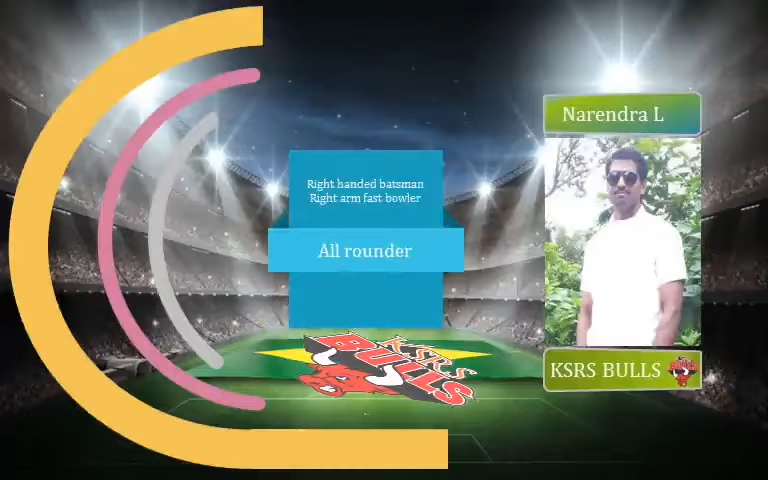 Narendra L
Right handed batsman
Right arm fast bowler
All rounder
KSRS
BULLS
KSRS BULLS